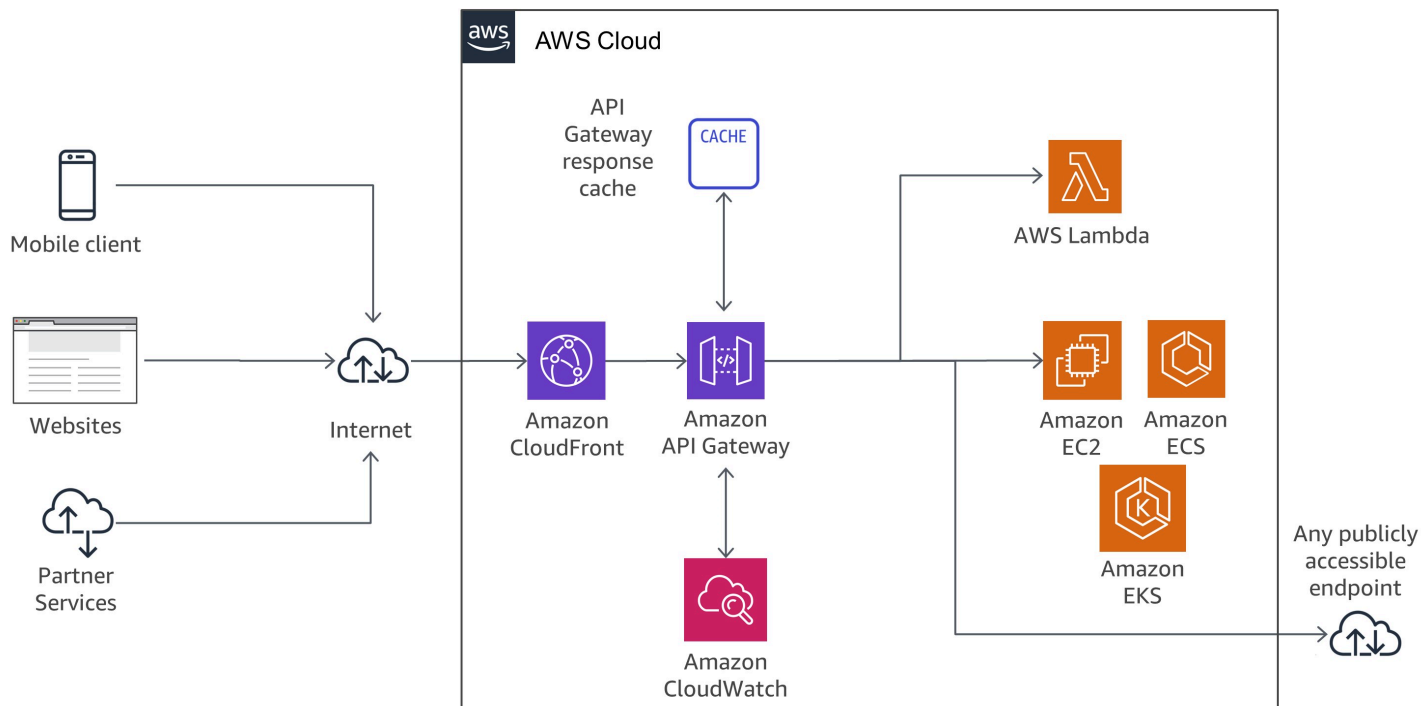 aws
AWS Cloud
API
Gateway
response
cache
CACHE
Mobile client
AWS Lambda
Websites
Internet
Amazon
CloudFront
Amazon
API Gateway
Amazon
EC2
Amazon
ECS
K
Amazon
EKS
Partner
Services
Amazon
CloudWatch
Any publicly
accessible
endpoint